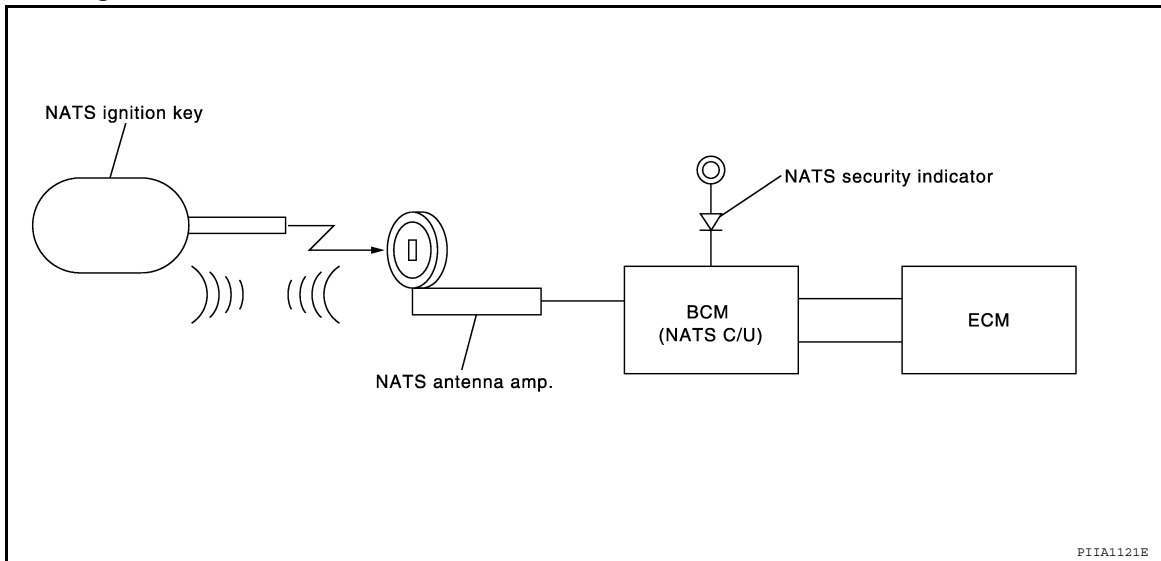 NATS ignition key
NATS security indicator
BCM
(NATS C/U)
ECM
NATS antenna amp.
PIIA1121E